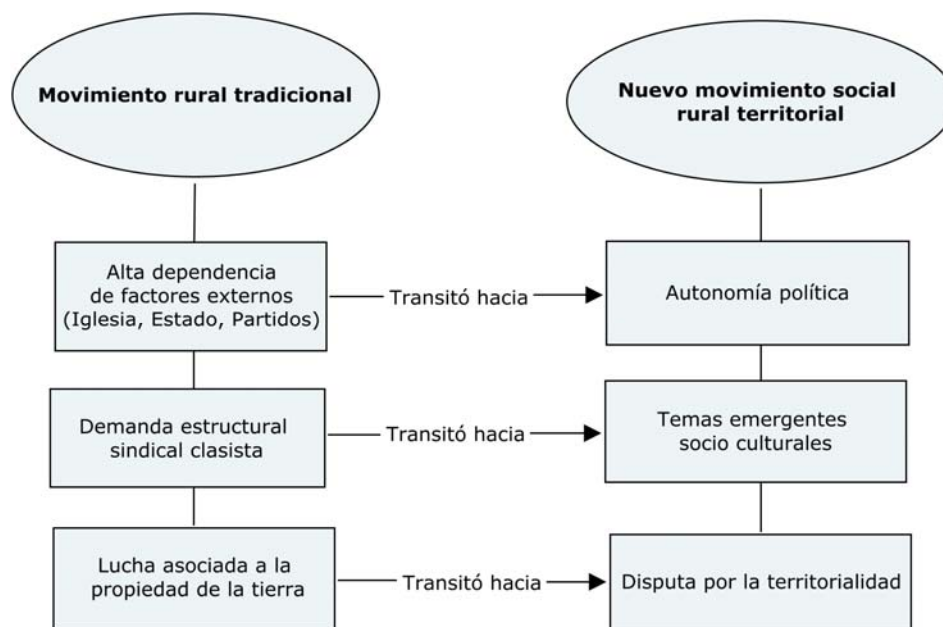 Movimiento rural tradicional
Nuevo movimiento social
rural territorial
Alta dependencia
de factores externos
(Iglesia, Estado, Partidos)
Transitó hacia
Autonomía política
Demanda estructural
sindical clasista
Transitó hacia
Temas emergentes
socio culturales
Lucha asociada a la
propiedad de la tierra
Transitó hacia
Disputa por la territorialidad